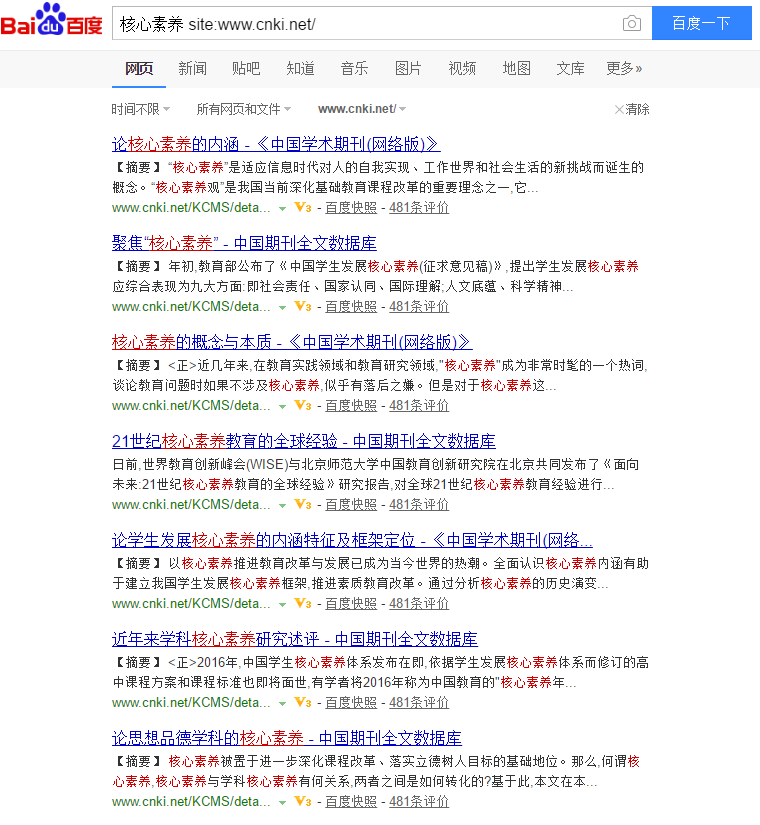 Bai du 百度 核心素养 site:www.cnki.net/ 百度一下
网页 新闻 贴吧 知道 音乐 图片 视频 地图 文库 更多»
时间不限 所有网页和文件 www.cnki.net/ 清除
论核心素养的内涵 - 《中国学术期刊(网络版)》
【摘要】 “核心素养”是适应信息时代对人的自我实现、工作世界和社会生活的新挑战而诞生的
概念。“核心素养观”是我国当前深化基础教育课程改革的重要理念之一,它...
www.cnki.net/KCMS/deta... V3 - 百度快照 - 481条评价
聚焦“核心素养” - 中国期刊全文数据库
【摘要】 年初,教育部公布了《中国学生发展核心素养(征求意见稿)》,提出学生发展核心素养
应综合表现为九大方面:即社会责任、国家认同、国际理解;人文底蕴、科学精神...
www.cnki.net/KCMS/deta... V3 - 百度快照 - 481条评价
核心素养的概念与本质 - 《中国学术期刊(网络版)》
【摘要】 <正>近几年来,在教育实践领域和教育研究领域,"核心素养"成为非常时髦的一个热词,
谈论教育问题时如果不涉及核心素养,似乎有落后之嫌。但是对于核心素养这...
www.cnki.net/KCMS/deta... V3 - 百度快照 - 481条评价
21世纪核心素养教育的全球经验 - 中国期刊全文数据库
日前,世界教育创新峰会(WISE)与北京师范大学中国教育创新研究院在北京共同发布了《面向
未来:21世纪核心素养教育的全球经验》研究报告,对全球21世纪核心素养教育经验进行...
www.cnki.net/KCMS/deta... V3 - 百度快照 - 481条评价
论学生发展核心素养的内涵特征及框架定位 - 《中国学术期刊(网络...
【摘要】 以核心素养推进教育改革与发展已成为当今世界的热潮。全面认识核心素养内涵有助
于建立我国学生发展核心素养框架,推进素质教育改革。通过分析核心素养的历史演变...
www.cnki.net/KCMS/deta... V3 - 百度快照 - 481条评价
近年来学科核心素养研究述评 - 中国期刊全文数据库
【摘要】 <正>2016年,中国学生核心素养体系发布在即,依据学生发展核心素养体系而修订的高
中课程方案和课程标准也即将面世,有学者将2016年称为中国教育的"核心素养年...
www.cnki.net/KCMS/deta... V3 - 百度快照 - 481条评价
论思想品德学科的核心素养 - 中国期刊全文数据库
【摘要】 核心素养被置于进一步深化课程改革、落实立德树人目标的基础地位。那么,何谓核
心素养,核心素养与学科核心素养有何关系,两者之间是如何转化的?基于此,本文在本...
www.cnki.net/KCMS/deta... V3 - 百度快照 - 481条评价